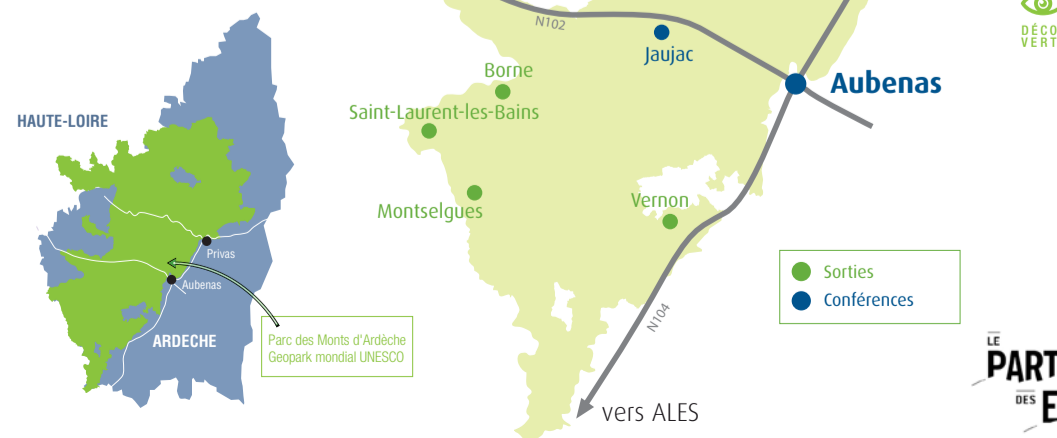 HAUTE-LOIRE
Privas
Aubenas
ARDECHE
Parc des Monts d'Ardèche
Geopark mondial UNESCO
N102
Jaujac
Borne
Aubenas
Saint-Laurent-les-Bains
Montselgues
Vernon
N104
vers ALES
Sorties
Conférences
DÉCO
VERT
LE
PART
DES E